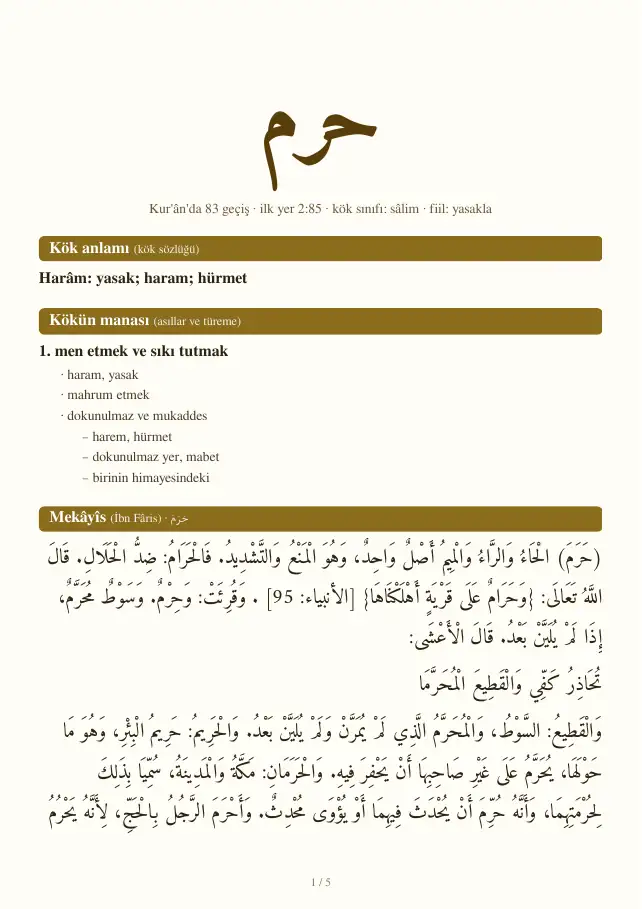 حرم
Kur'ân'da 83 geçiş · ilk yer 2:85 · kök sınıfı: sâlim · fiil: yasakla
Kök anlamı (kök sözlüğü)
Harâm: yasak; haram; hürmet
Kökün manası (asıllar ve türeme)
1. men etmek ve sıkı tutmak
· haram, yasak
· mahrum etmek
· dokunulmaz ve mukaddes
– harem, hürmet
– dokunulmaz yer, mabet
– birinin himayesindeki
Mekâyîs (İbn Fâris) · حَرَمَ
(حَرَمَ) الْحَاءُ وَالرَّاءُ وَالْمِيمُ أَصْلٌ وَاحِدٌ، وَهُوَ الْمَنْعُ وَالتَّشْدِيدُ. فَالْحَرَامُ: ضِدُّ الْحَلَالِ. قَالَ
اللَّهُ تَعَالَى: {وَحَرَامٌ عَلَى قَرْيَةٍ أَهْلَكْنَاهَا} [الأنبياء: 95] . وَقُرِئَتْ: وَحِرْمٌ. وَسَوْطٌ مُحَرَّمٌ،
إِذَا لَمْ يُلَيَّنْ بَعْدُ. قَالَ الْأَعْشَى:
تُحَاذِرُ كَفِّي وَالْقَطِيعَ الْمُحَرَّمَا
وَالْقَطِيعُ: السَّوْطُ، وَالْمُحَرَّمُ الَّذِي لَمْ يُمَرَّنْ وَلَمْ يُلَيَّنْ بَعْدُ. وَالْحَرِيمُ: حَرِيمُ الْبِئْرِ، وَهُوَ مَا
حَوْلَهَا، يُحَرَّمُ عَلَى غَيْرِ صَاحِبِهَا أَنْ يَحْفِرَ فِيهِ. وَالْحَرَمَانِ: مَكَّةُ وَالْمَدِينَةُ، سُمِّيَا بِذَلِكَ
لِحُرْمَتِهِمَا، وَأَنَّهُ حُرِّمَ أَنْ يُحْدَثَ فِيهِمَا أَوْ يُؤْوَى مُحْدِثٌ. وَأَحْرَمَ الرَّجُلُ بِالْحَجِّ، لِأَنَّهُ يَحْرُمُ
1 / 5